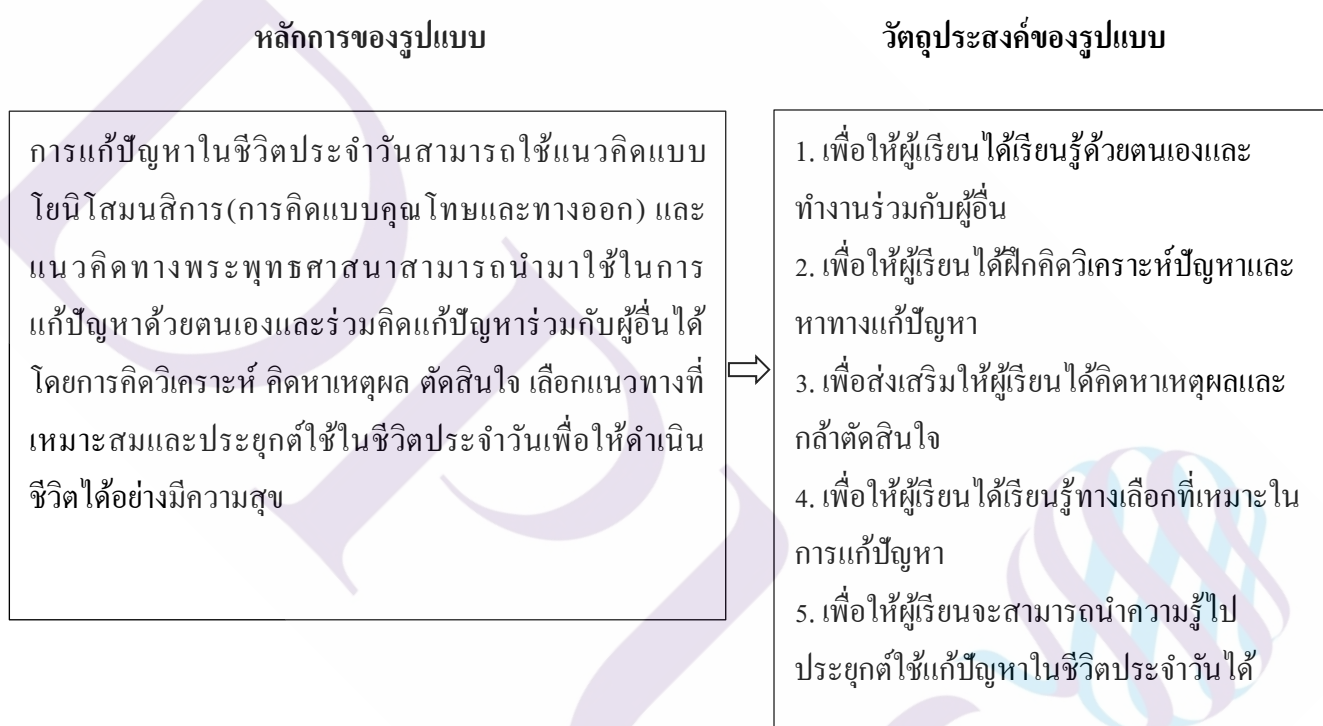 หลักการของรูปแบบ
การแก้ปัญหาในชีวิตประจำวันสามารถใช้แนวคิดแบบ
โยนิโสมนสิการ(การคิดแบบคุณโทษและทางออก) และ
แนวคิดทางพระพุทธศาสนาสามารถนำมาใช้ในการ
แก้ปัญหาด้วยตนเองและร่วมคิดแก้ปัญหาร่วมกับผู้อื่นได้
โดยการคิดวิเคราะห์ คิดหาเหตุผล ตัดสินใจ เลือกแนวทางที่
เหมาะสมและประยุกต์ใช้ในชีวิตประจำวันเพื่อให้ดำเนิน
ชีวิตได้อย่างมีความสุข
วัตถุประสงค์ของรูปแบบ
1. เพื่อให้ผู้เรียนได้เรียนรู้ด้วยตนเองและ
ทำงานร่วมกับผู้อื่น
2. เพื่อให้ผู้เรียนได้ฝึกคิดวิเคราะห์ปัญหาและ
หาทางแก้ปัญหา
3. เพื่อส่งเสริมให้ผู้เรียนได้คิดหาเหตุผลและ
กล้าตัดสินใจ
4. เพื่อให้ผู้เรียนได้เรียนรู้ทางเลือกที่เหมาะใน
การแก้ปัญหา
5. เพื่อให้ผู้เรียนจะสามารถนำความรู้ไป
ประยุกต์ใช้แก้ปัญหาในชีวิตประจำวันได้